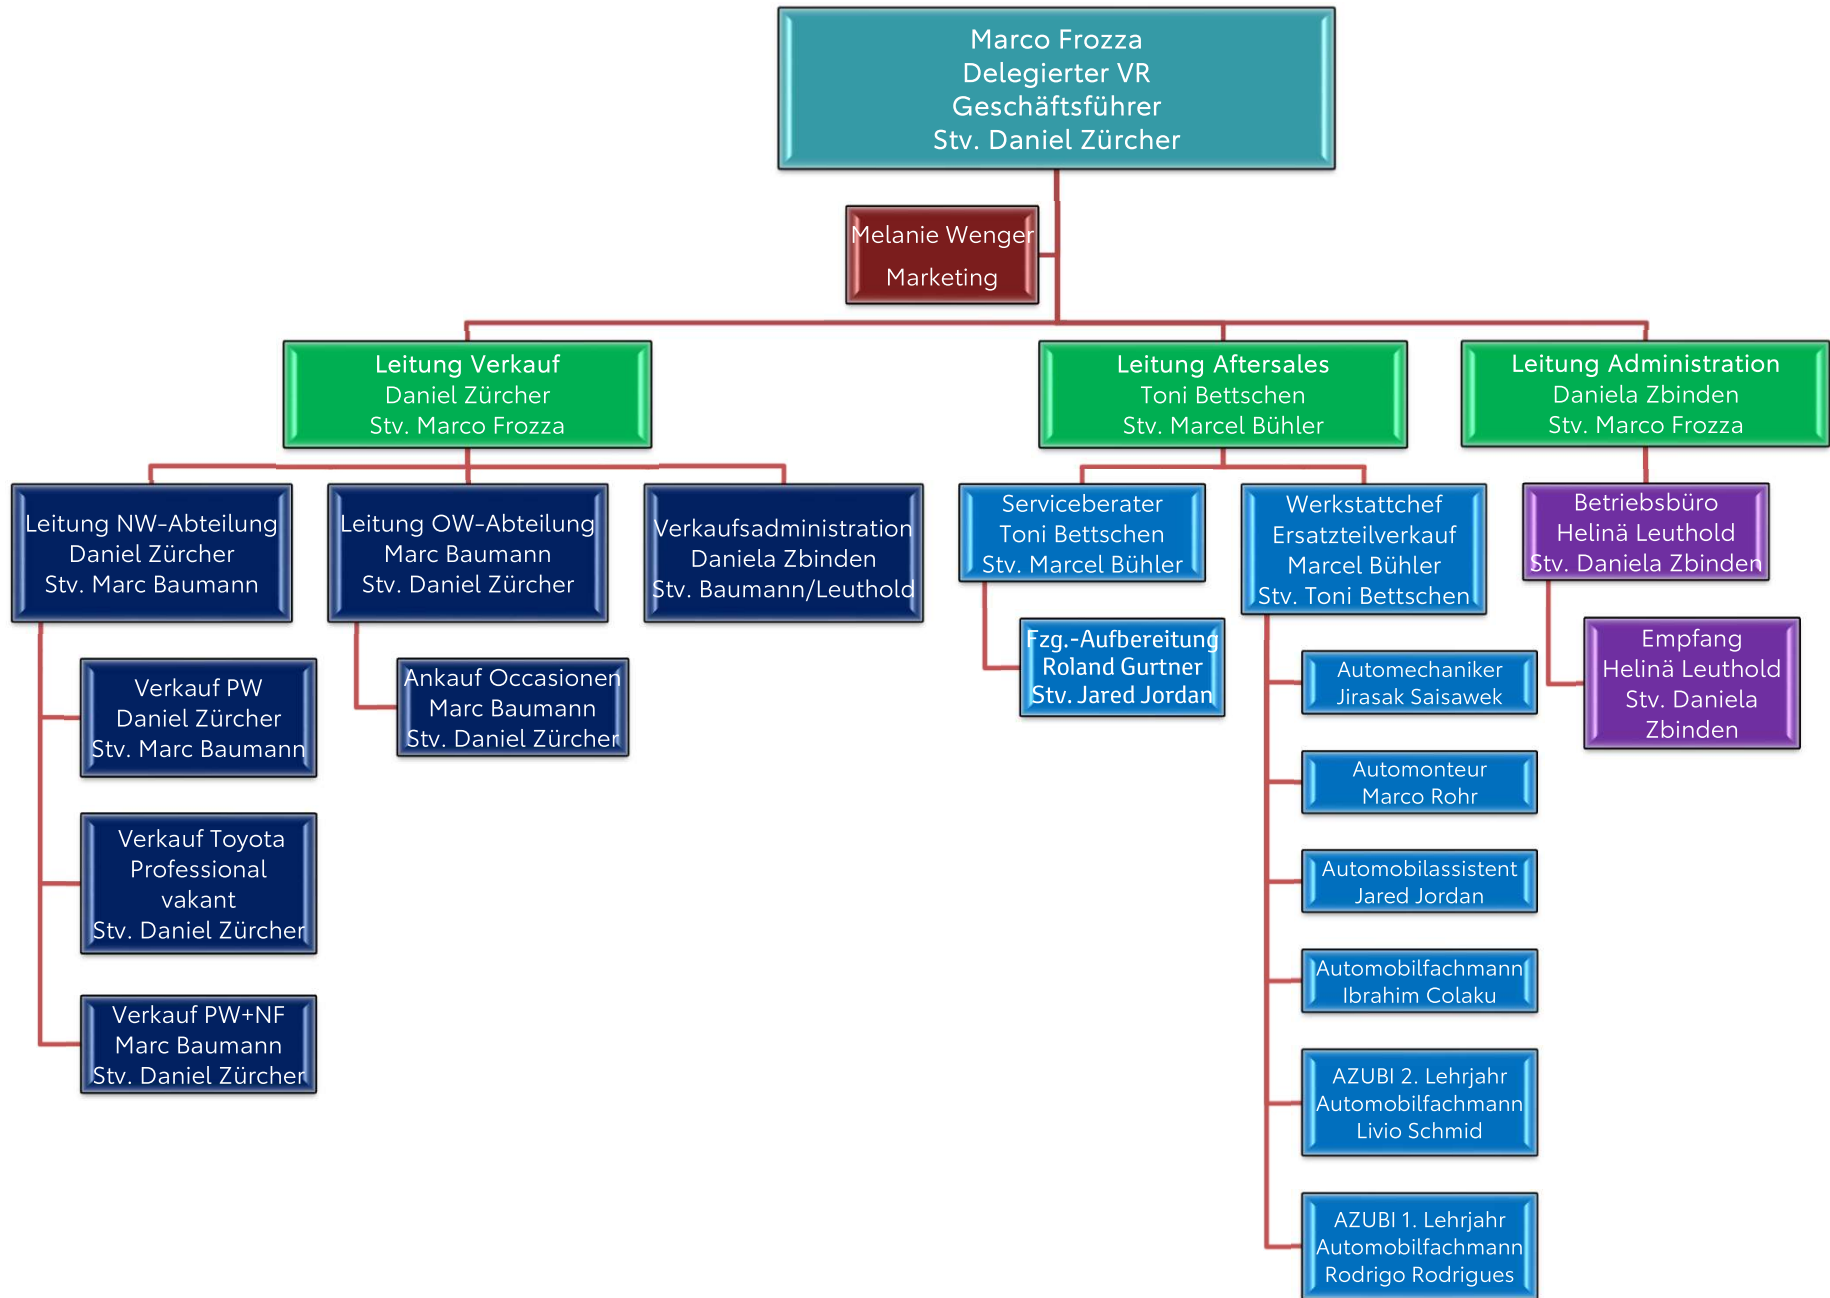 Marco Frozza
Delegierter VR
Geschäftsführer
Stv. Daniel Zürcher
Melanie Wenger
Marketing
Leitung Verkauf
Daniel Zürcher
Stv. Marco Frozza
Leitung Aftersales
Toni Bettschen
Stv. Marcel Bühler
Leitung Administration
Daniela Zbinden
Stv. Marco Frozza
Leitung NW-Abteilung
Daniel Zürcher
Stv. Marc Baumann
Leitung OW-Abteilung
Marc Baumann
Stv. Daniel Zürcher
Verkaufsadministration
Daniela Zbinden
Stv. Baumann/Leuthold
Serviceberater
Toni Bettschen
Stv. Marcel Bühler
Werkstattchef
Ersatzteilverkauf
Marcel Bühler
Stv. Toni Bettschen
Betriebsbüro
Helinä Leuthold
Stv. Daniela Zbinden
Verkauf PW
Daniel Zürcher
Stv. Marc Baumann
Verkauf Toyota
Professional
vakant
Stv. Daniel Zürcher
Verkauf PW+NF
Marc Baumann
Stv. Daniel Zürcher
Ankauf Occasionen
Marc Baumann
Stv. Daniel Zürcher
Fzg.-Aufbereitung
Roland Gurtner
Stv. Jared Jordan
Automechaniker
Jirasak Saisawek
Automonteur
Marco Rohr
Automobilassistent
Jared Jordan
Automobilfachmann
Ibrahim Colaku
AZUBI 2. Lehrjahr
Automobilfachmann
Livio Schmid
AZUBI 1. Lehrjahr
Automobilfachmann
Rodrigo Rodrigues
Empfang
Helinä Leuthold
Stv. Daniela
Zbinden